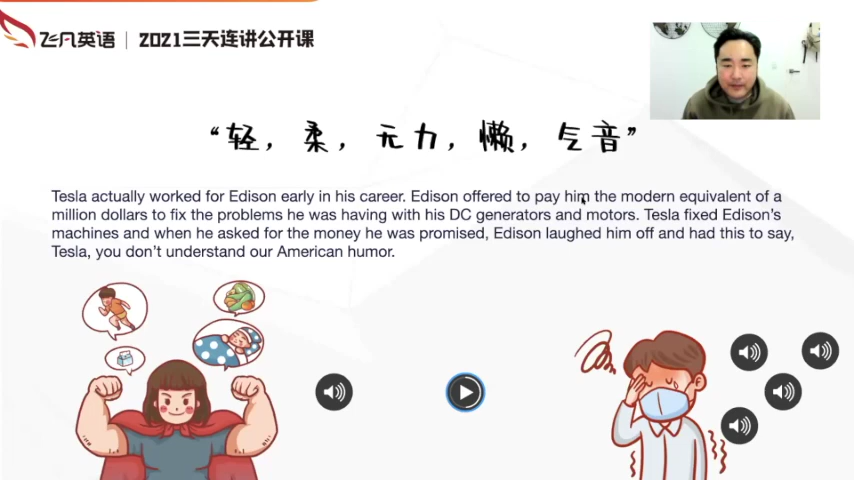 飞凡英语 | 2021三天连讲公开课
“轻，柔，无力，懒，气音”
Tesla actually worked for Edison early in his career. Edison offered to pay him the modern equivalent of a
million dollars to fix the problems he was having with his DC generators and motors. Tesla fixed Edison’s
machines and when he asked for the money he was promised, Edison laughed him off and had this to say,
Tesla, you don’t understand our American humor.